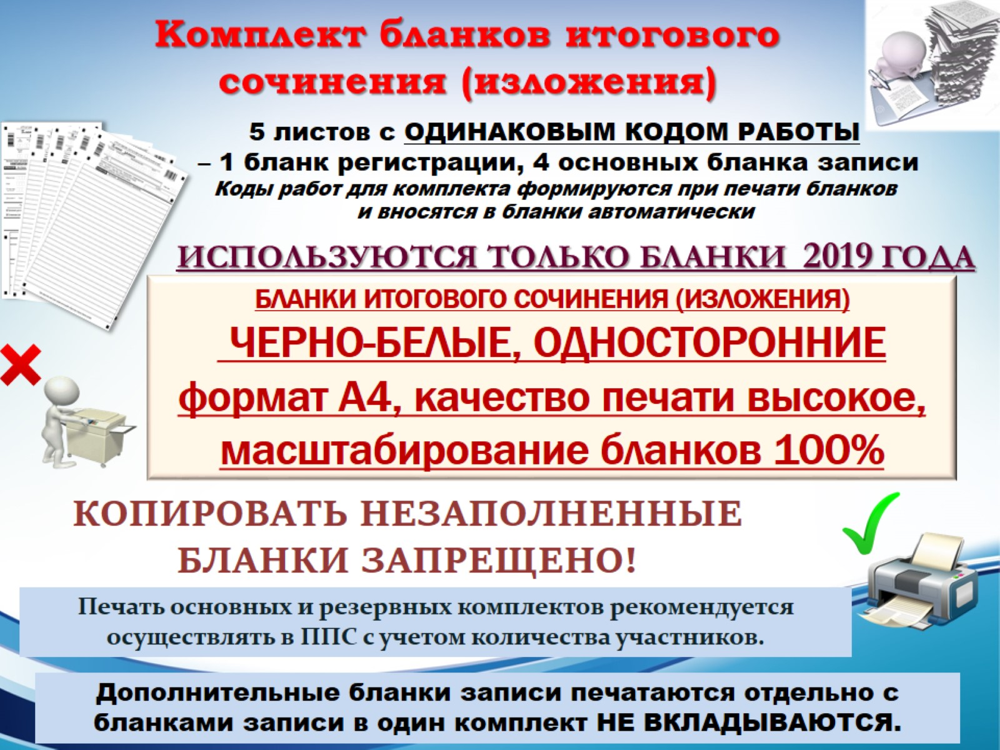 Комплект бланков итогового
сочинения (изложения)
5 листов с ОДИНАКОВЫМ КОДОМ РАБОТЫ
– 1 бланк регистрации, 4 основных бланка записи
Коды работ для комплекта формируются при печати бланков
и вносятся в бланки автоматически
ИСПОЛЬЗУЮТСЯ ТОЛЬКО БЛАНКИ 2019 ГОДА
БЛАНКИ ИТОГОВОГО СОЧИНЕНИЯ (ИЗЛОЖЕНИЯ)
ЧЕРНО-БЕЛЫЕ, ОДНОСТОРОННИЕ
формат А4, качество печати высокое,
масштабирование бланков 100%
КОПИРОВАТЬ НЕЗАПОЛНЕННЫЕ
БЛАНКИ ЗАПРЕЩЕНО!
Печать основных и резервных комплектов рекомендуется
осуществлять в ППС с учетом количества участников.
Дополнительные бланки записи печатаются отдельно с
бланками записи в один комплект НЕ ВКЛАДЫВАЮТСЯ.